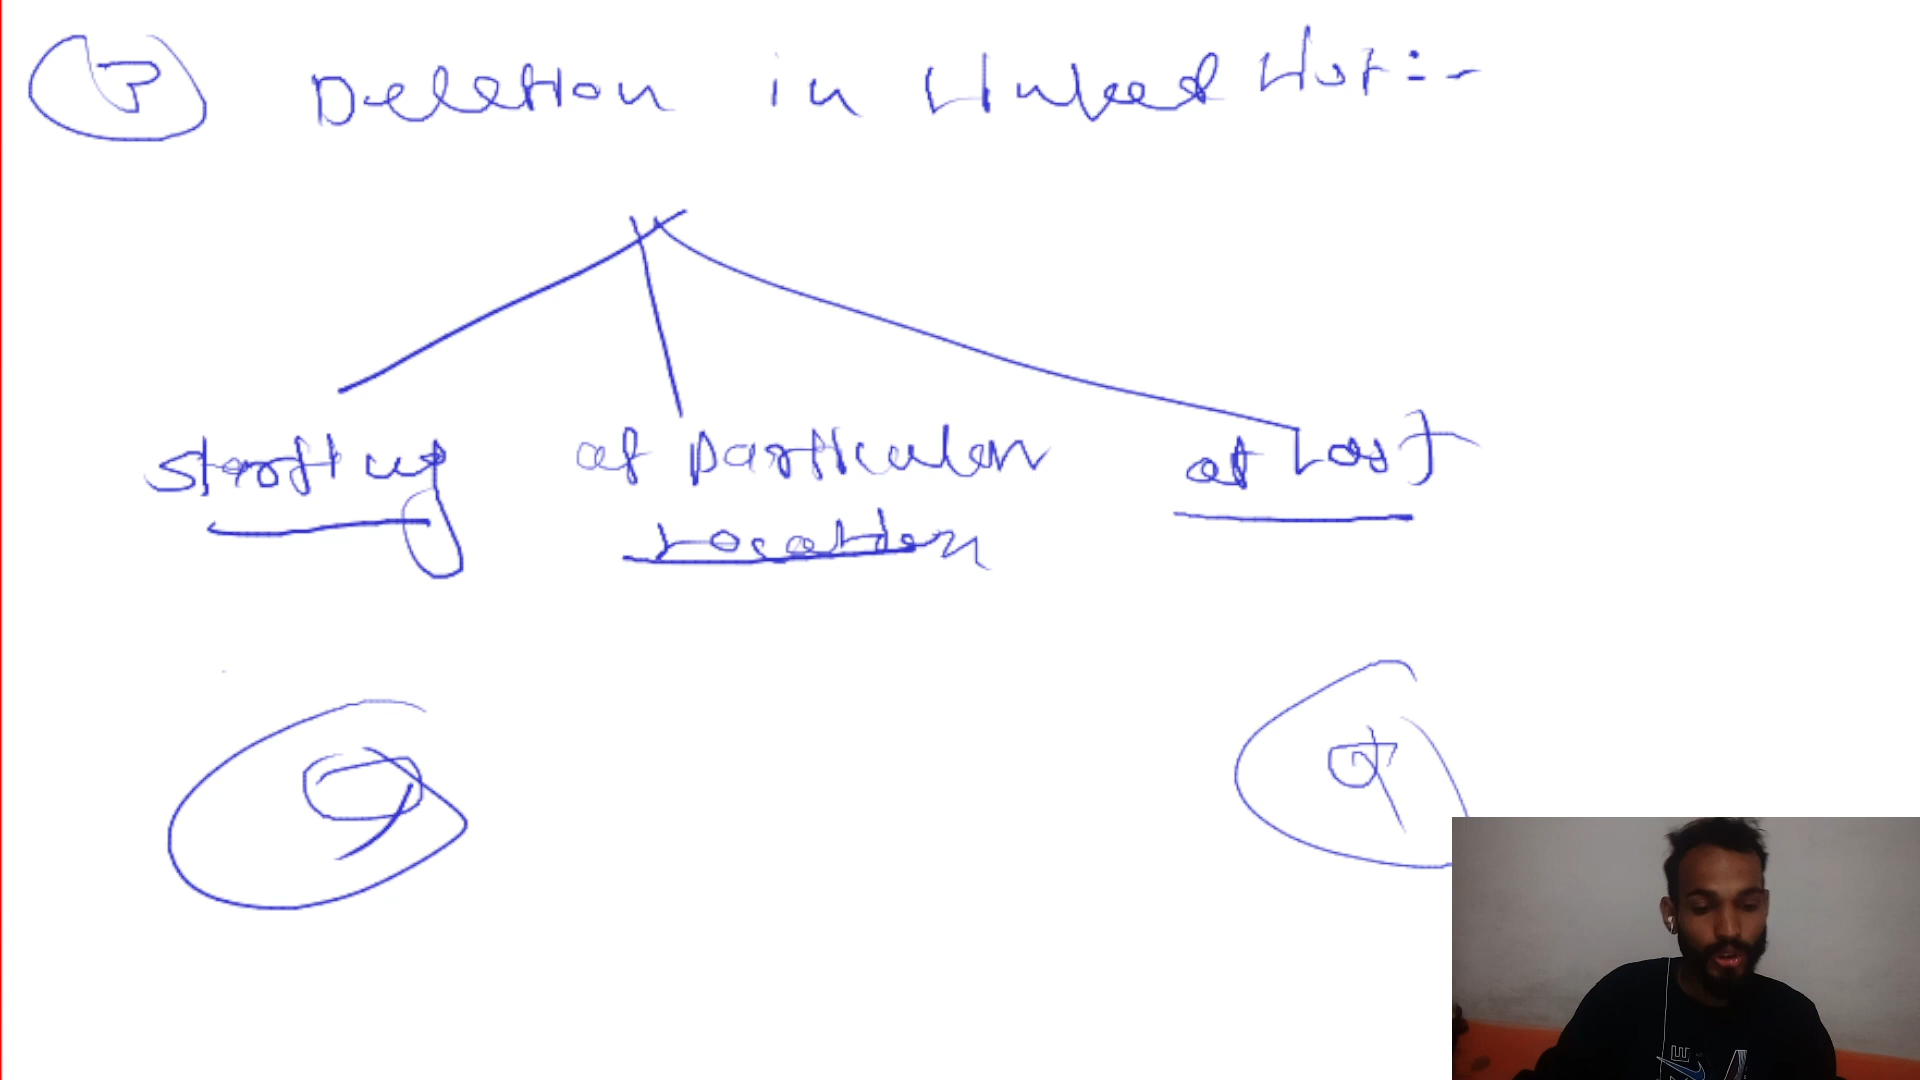 3 Deletion in Linked List :-
Starting at particular at Last
Location